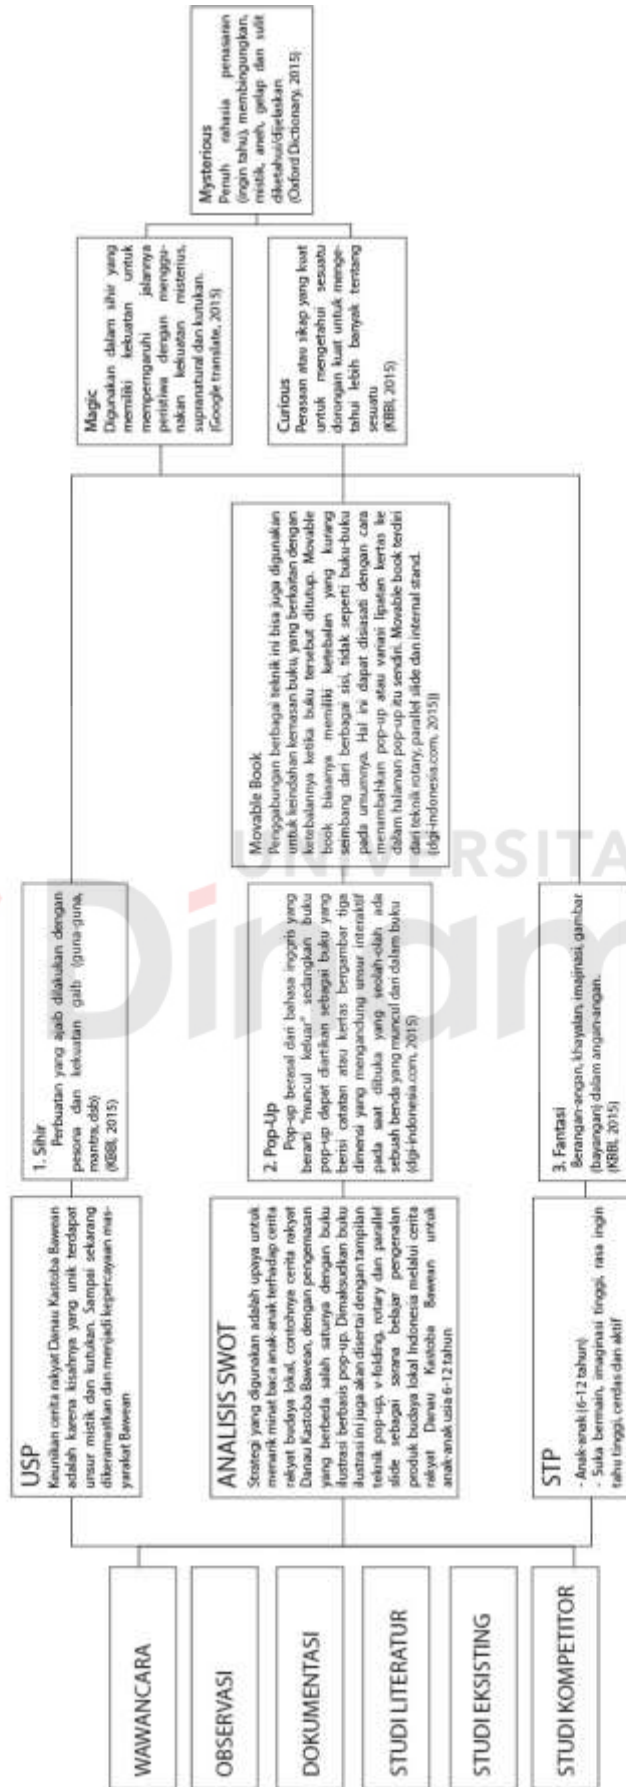 WAWANCARA
OBSERVASI
DOKUMENTASI
STUDI LITERATUR
STUDI EKSISTING
STUDI KOMPETITOR
USP
Keunikan cerita rakyat Danau Kastoba Bawean
adalah karena kisahnya yang unik terdapat
unsur mistik dan kutukan. Sampai sekarang
dikeramastkan dan menjadi kepercayaan mas-
yarakat Bawean
ANALISIS SWOT
Strategi yang digunakan adalah upaya untuk
menarik minat baca anak-anak terhadap cerita
rakyat budaya lokal, contohnya cerita rakyat
Danau Kastoba Bawean, dengan pengemasan
yang berbeda salah satunya dengan buku
ilustrasi berbasis pop-up. Dimaksudkan buku
ilustrasi ini juga akan disertai dengan tampilan
teknik pop-up, v-folding, rotary dan parallel
slide sebagai sarana belajar pengenalan
produk budaya lokal Indonesia melalui cerita
rakyat Danau Kastoba Bawean untuk
anak-anak usia 6-12 tahun
STP
- Anak-anak (6-12 tahun)
- Suka bermain, imaginasi tinggi, rasa ingin
tahu tinggi, cerdas dan aktif
1. Sihir
Perbuatan yang ajaib dilakukan dengan
pesona dan kekuatan gaib (guna-guna,
mantra, dsb)
(KBBI, 2015)
2. Pop-Up
Pop-up berasal dari bahasa inggris yang
berarti "muncul keluar" sedangkan buku
pop-up dapat diartikan sebagai buku yang
berisi catatan atau kertas bergambar tiga
dimensi yang mengandung unsur interaktif
pada saat dibuka yang seolah-olah ada
sebuah benda yang muncul dari dalam buku
(dgi-indonesia.com, 2015)
3. Fantasi
Berangan-angan, khayalan, imajinasi, gambar
(bayangan) dalam angan-angan.
(KBBI, 2015)
Movable Book
Penggabungan berbagai teknik ini bisa juga digunakan
untuk keindahan kemasan buku, yang berkaitan dengan
ketebalannya ketika buku tersebut ditutup. Movable
book biasanya memiliki ketebalan yang kurang
seimbang dari berbagai sisi, tidak seperti buku-buku
pada umumnya. Hal ini dapat disiasati dengan cara
menambahkan pop-up atau variasi lipatan kertas ke
dalam halaman pop-up itu sendiri. Movable book terdiri
dari teknik rotary, parallel slide dan internal stand.
(dgi-indonesia.com, 2015))
Magic
Digunakan dalam sihir yang
memiliki kekuatan untuk
mempengaruhi jalannya
peristiwa dengan menggu-
nakan kekuatan misterius,
supranatural dan kutukan.
(Google translate, 2015)
Curious
Perasaan atau sikap yang kuat
untuk mengetahui sesuatu
dorongan kuat untuk menge-
tahui lebih banyak tentang
sesuatu
(KBBI, 2015)
Mysterious
Penuh rahasia penasaran
(ingin tahu), membingungkan,
mistik, aneh, gelap dan sulit
diketahui/dijelaskan
(Oxford Dictionary, 2015)
UNIVERSITA
Dinam